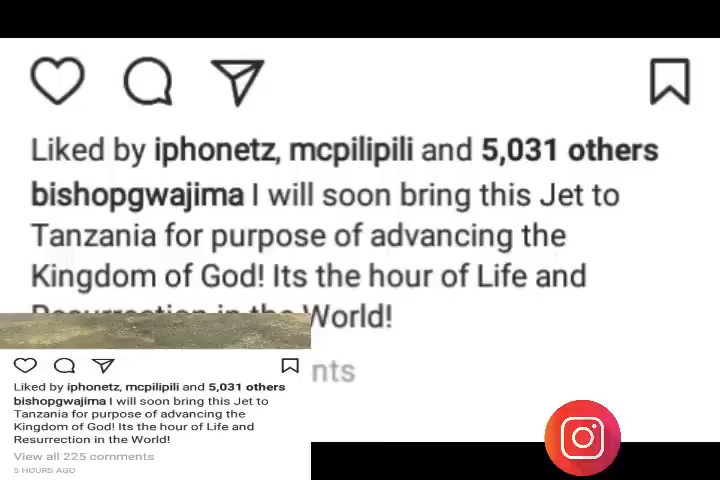 Liked by iphonetz, mcpilipili and 5,031 others
bishopgwajima I will soon bring this Jet to
Tanzania for purpose of advancing the
Kingdom of God! Its the hour of Life and
Resurrection in the World!
nts
Liked by iphonetz, mcpilipili and 5,031 others
bishopgwajima I will soon bring this Jet to
Tanzania for purpose of advancing the
Kingdom of God! Its the hour of Life and
Resurrection in the World!
View all 225 comments
5 HOURS AGO